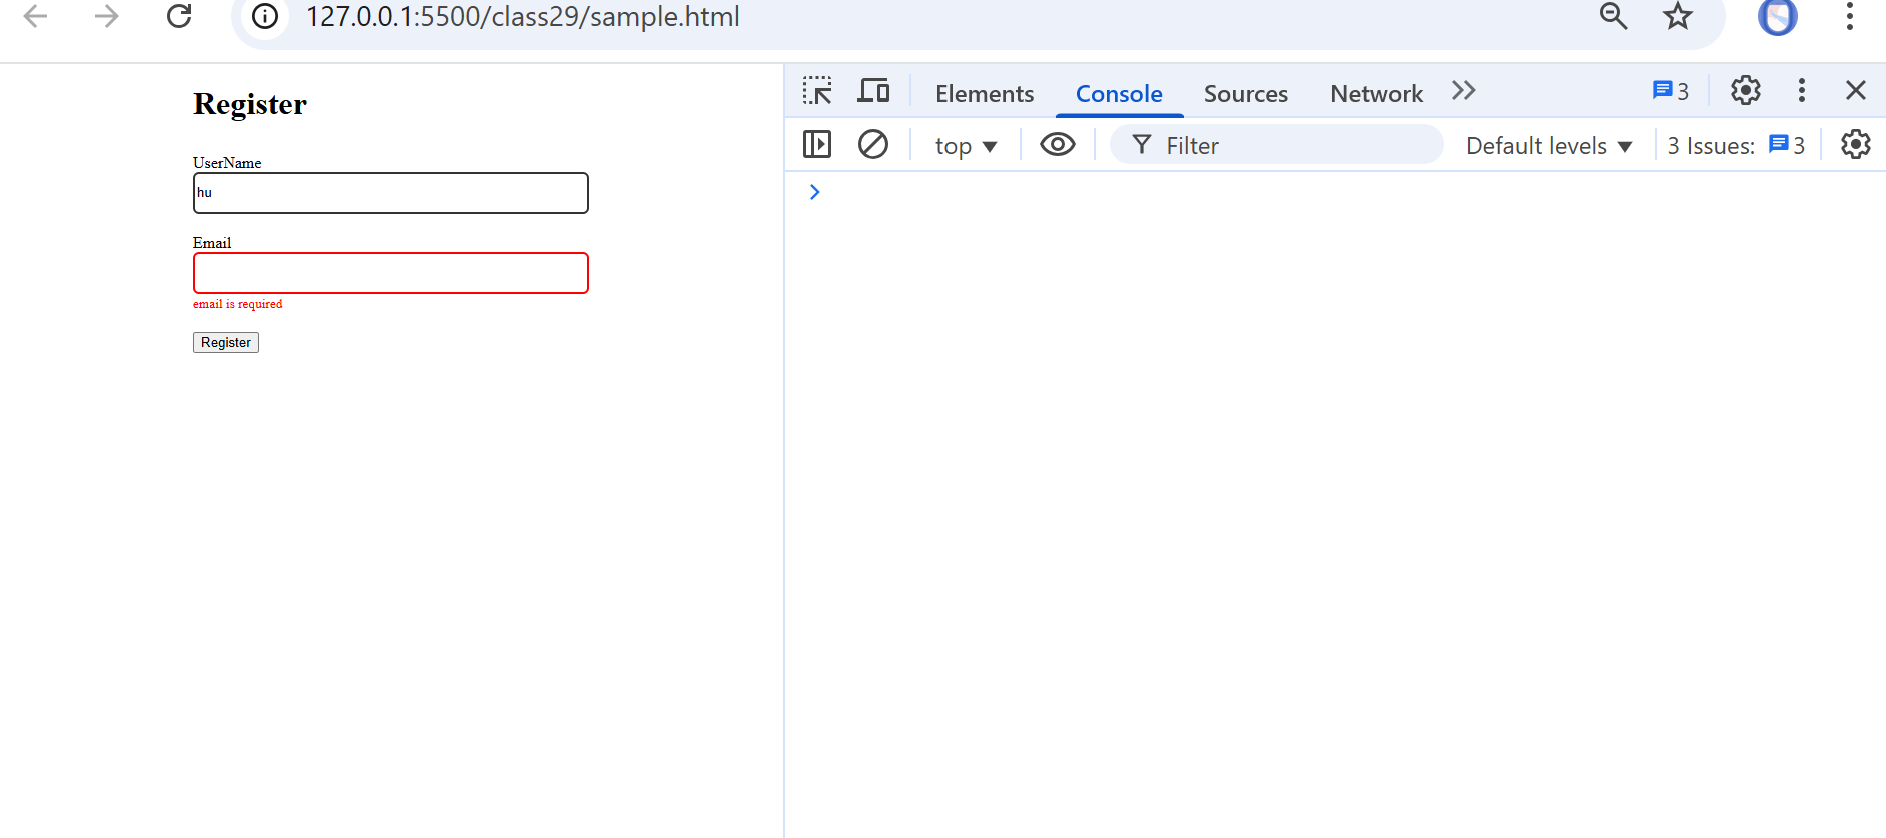 127.0.0.1:5500/class29/sample.html
Register
UserName
hu
Email
email is required
Register
Elements Console Sources Network 3
top Filter Default levels 3 Issues: 3